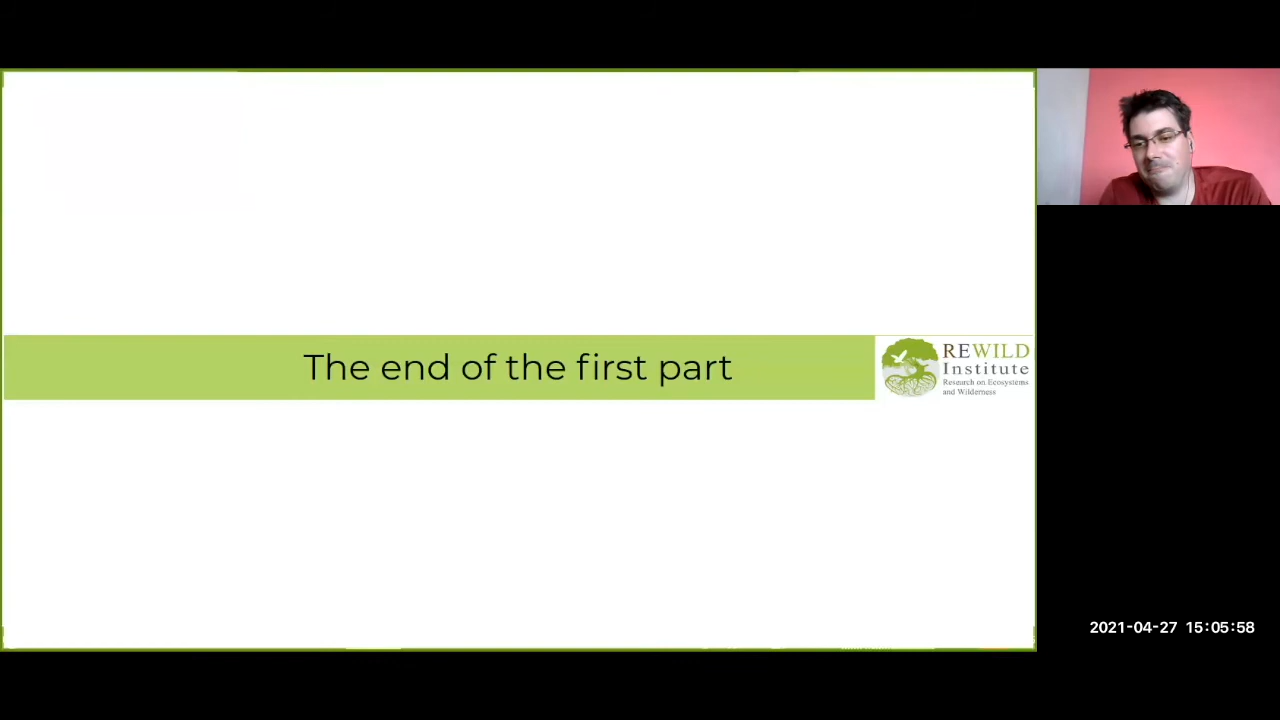 The end of the first part
REWILD
Institute
Research on Ecosystems
and Wilderness
2021-04-27 15:05:58